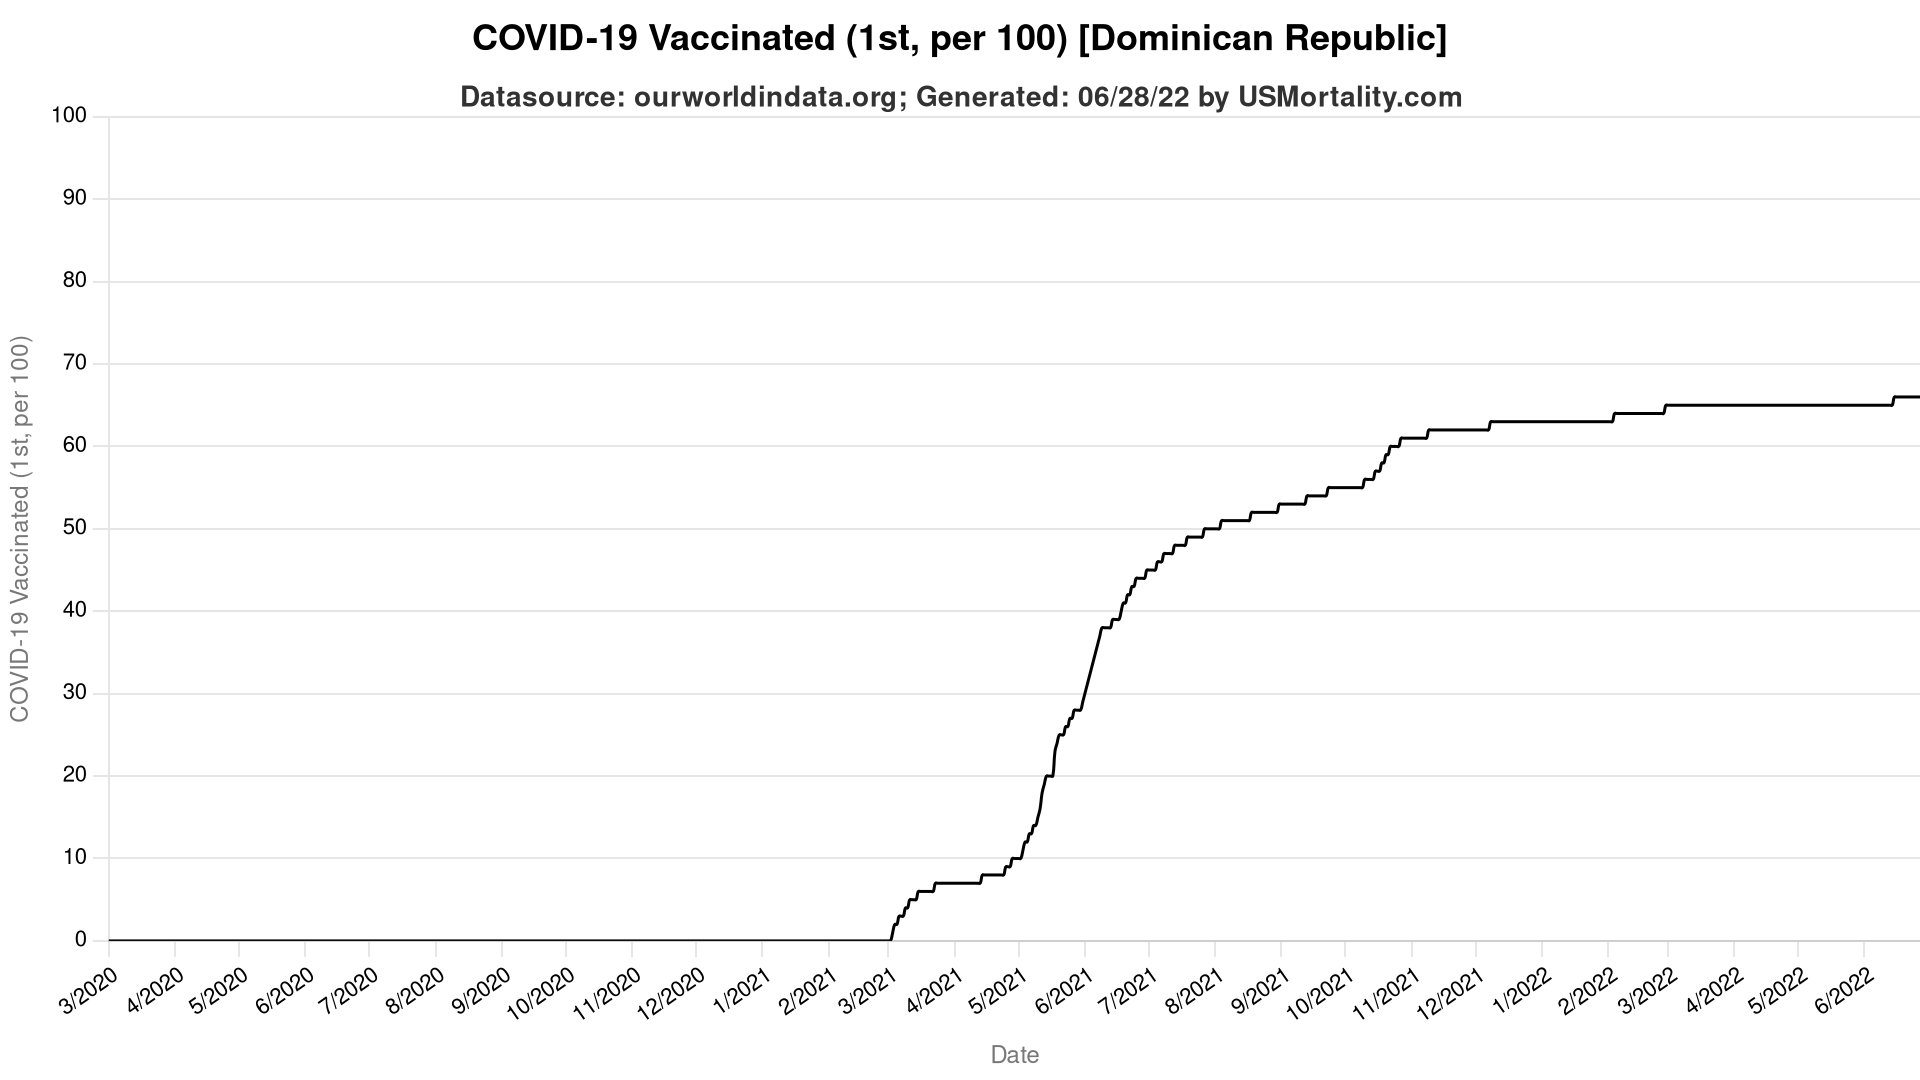 COVID-19 Vaccinated (1st, per 100) [Dominican Republic]
Datasource: ourworldindata.org; Generated: 06/28/22 by USMortality.com
100
90
80
70
60
50
40
30
20
10
0
COVID-19 Vaccinated (1st, per 100)
3/2020 4/2020 5/2020 6/2020 7/2020 8/2020 9/2020 10/2020 11/2020 12/2020 1/2021 2/2021 3/2021 4/2021 5/2021 6/2021 7/2021 8/2021 9/2021 10/2021 11/2021 12/2021 1/2022 2/2022 3/2022 4/2022 5/2022 6/2022
Date